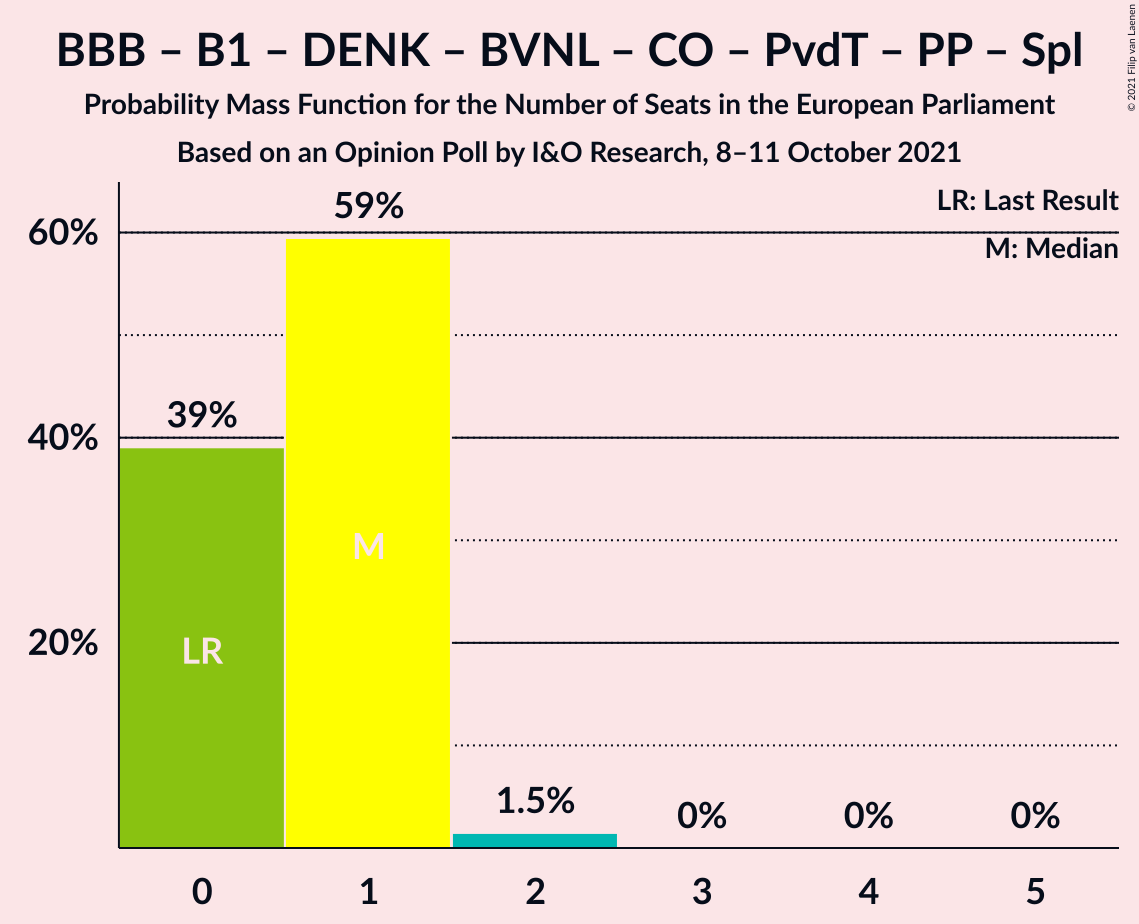 BBB – B1 – DENK – BVNL – CO – PvdT – PP – Spl
Probability Mass Function for the Number of Seats in the European Parliament
Based on an Opinion Poll by I&O Research, 8–11 October 2021
© 2021 Filip van Laenen
LR: Last Result
M: Median
60%
40%
20%
59%
39%
1.5%
0%
0%
0%
M
LR
0
1
2
3
4
5